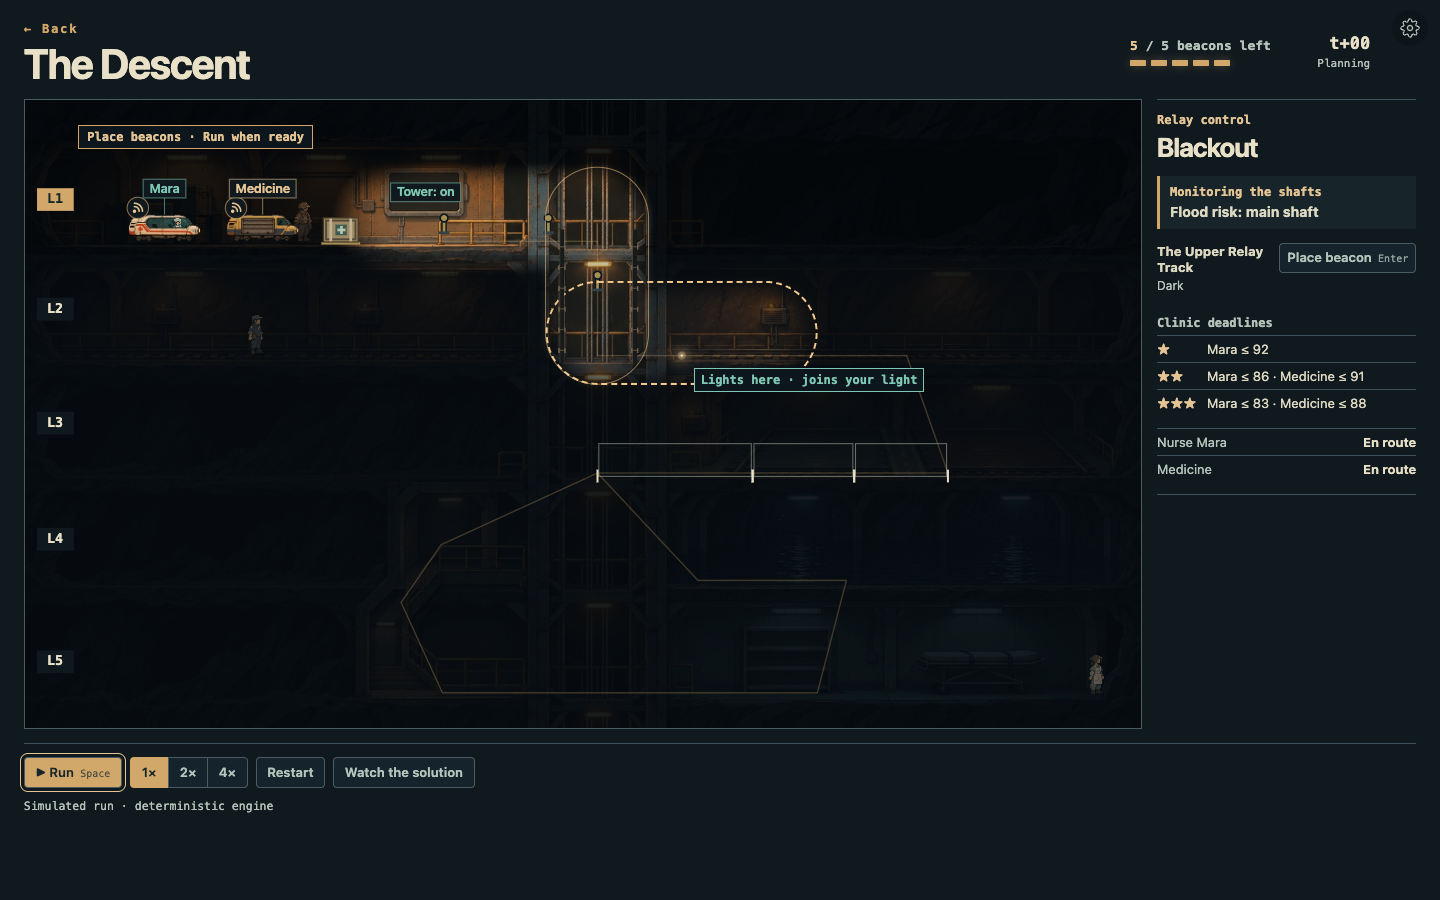 ← Back
The Descent
5 / 5 beacons left
t+00
Planning
Place beacons · Run when ready
L1
Mara
Medicine
Tower: on
L2
Lights here · joins your light
L3
L4
L5
Relay control
Blackout
Monitoring the shafts
Flood risk: main shaft
The Upper Relay Track
Dark
Place beacon Enter
Clinic deadlines
★ Mara ≤ 92
★★ Mara ≤ 86 · Medicine ≤ 91
★★★ Mara ≤ 83 · Medicine ≤ 88
Nurse Mara En route
Medicine En route
▶ Run Space
1×
2×
4×
Restart
Watch the solution
Simulated run · deterministic engine